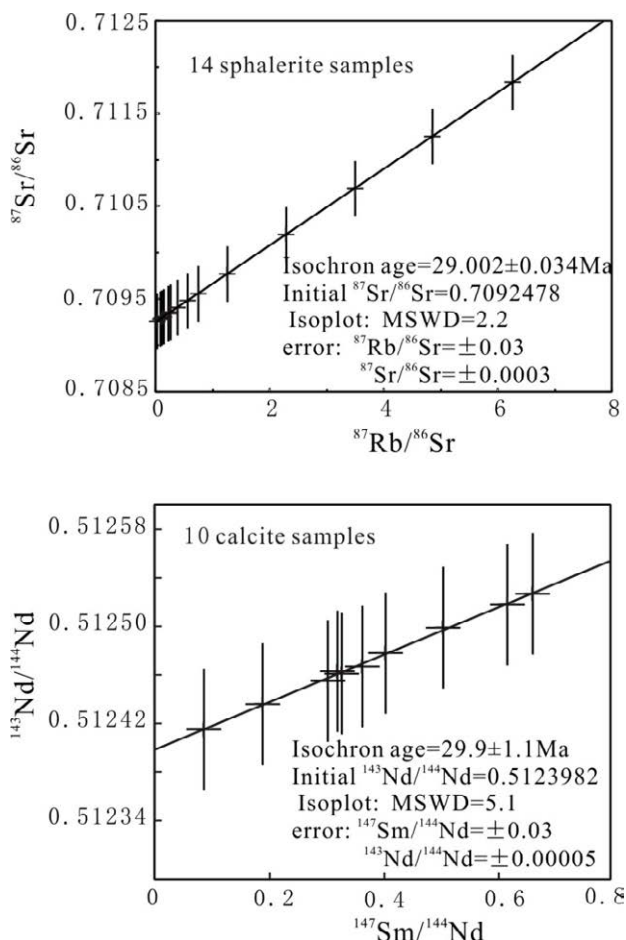 0.7125
14 sphalerite samples
0.7115
⁸⁷Sr/⁸⁶Sr
0.7105
Isochron age=29.002±0.034Ma
0.7095
Initial ⁸⁷Sr/⁸⁶Sr=0.7092478
Isoplot: MSWD=2.2
error: ⁸⁷Rb/⁸⁶Sr=±0.03
⁸⁷Sr/⁸⁶Sr=±0.0003
0.7085
0 2 4 6 8
⁸⁷Rb/⁸⁶Sr
0.51258
10 calcite samples
0.51250
¹⁴³Nd/¹⁴⁴Nd
0.51242
Isochron age=29.9±1.1Ma
Initial ¹⁴³Nd/¹⁴⁴Nd=0.5123982
Isoplot: MSWD=5.1
0.51234
error: ¹⁴⁷Sm/¹⁴⁴Nd=±0.03
¹⁴³Nd/¹⁴⁴Nd=±0.00005
0 0.2 0.4 0.6 0.8
¹⁴⁷Sm/¹⁴⁴Nd